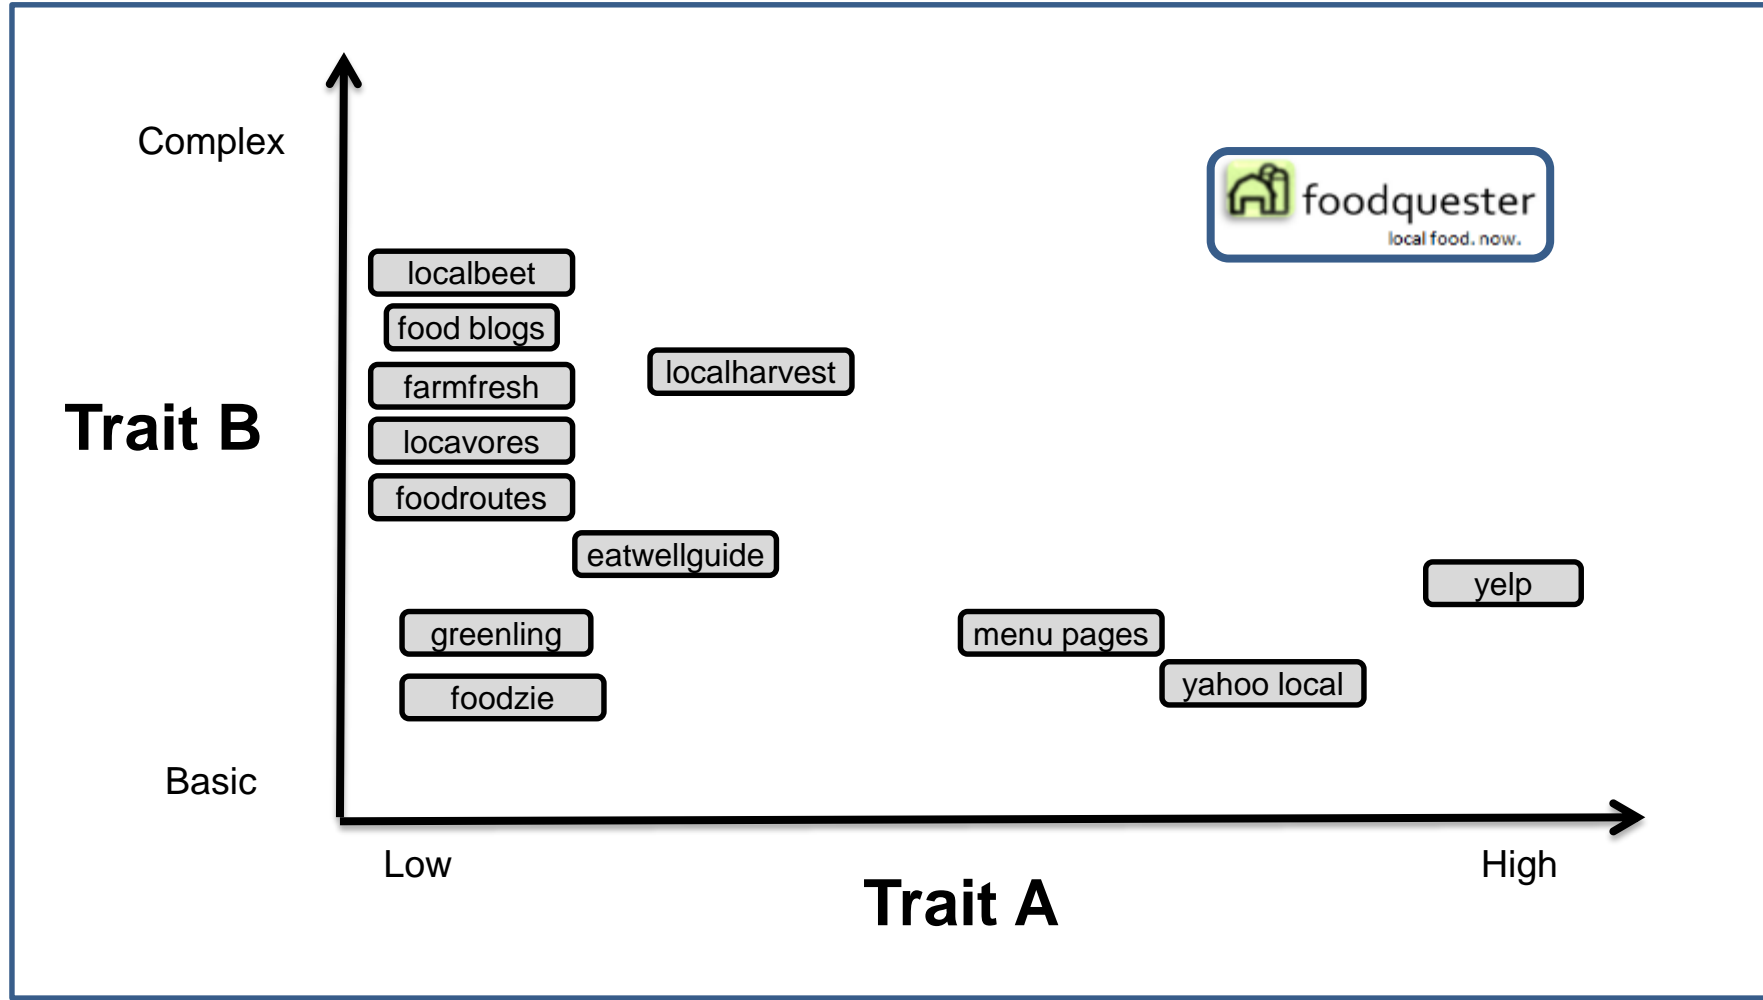 Complex
foodquester
local food. now.
localbeet
food blogs
localharvest
farmfresh
Trait B
locavores
foodroutes
eatwellguide
yelp
greenling
menu pages
yahoo local
foodzie
Basic
Low
High
Trait A